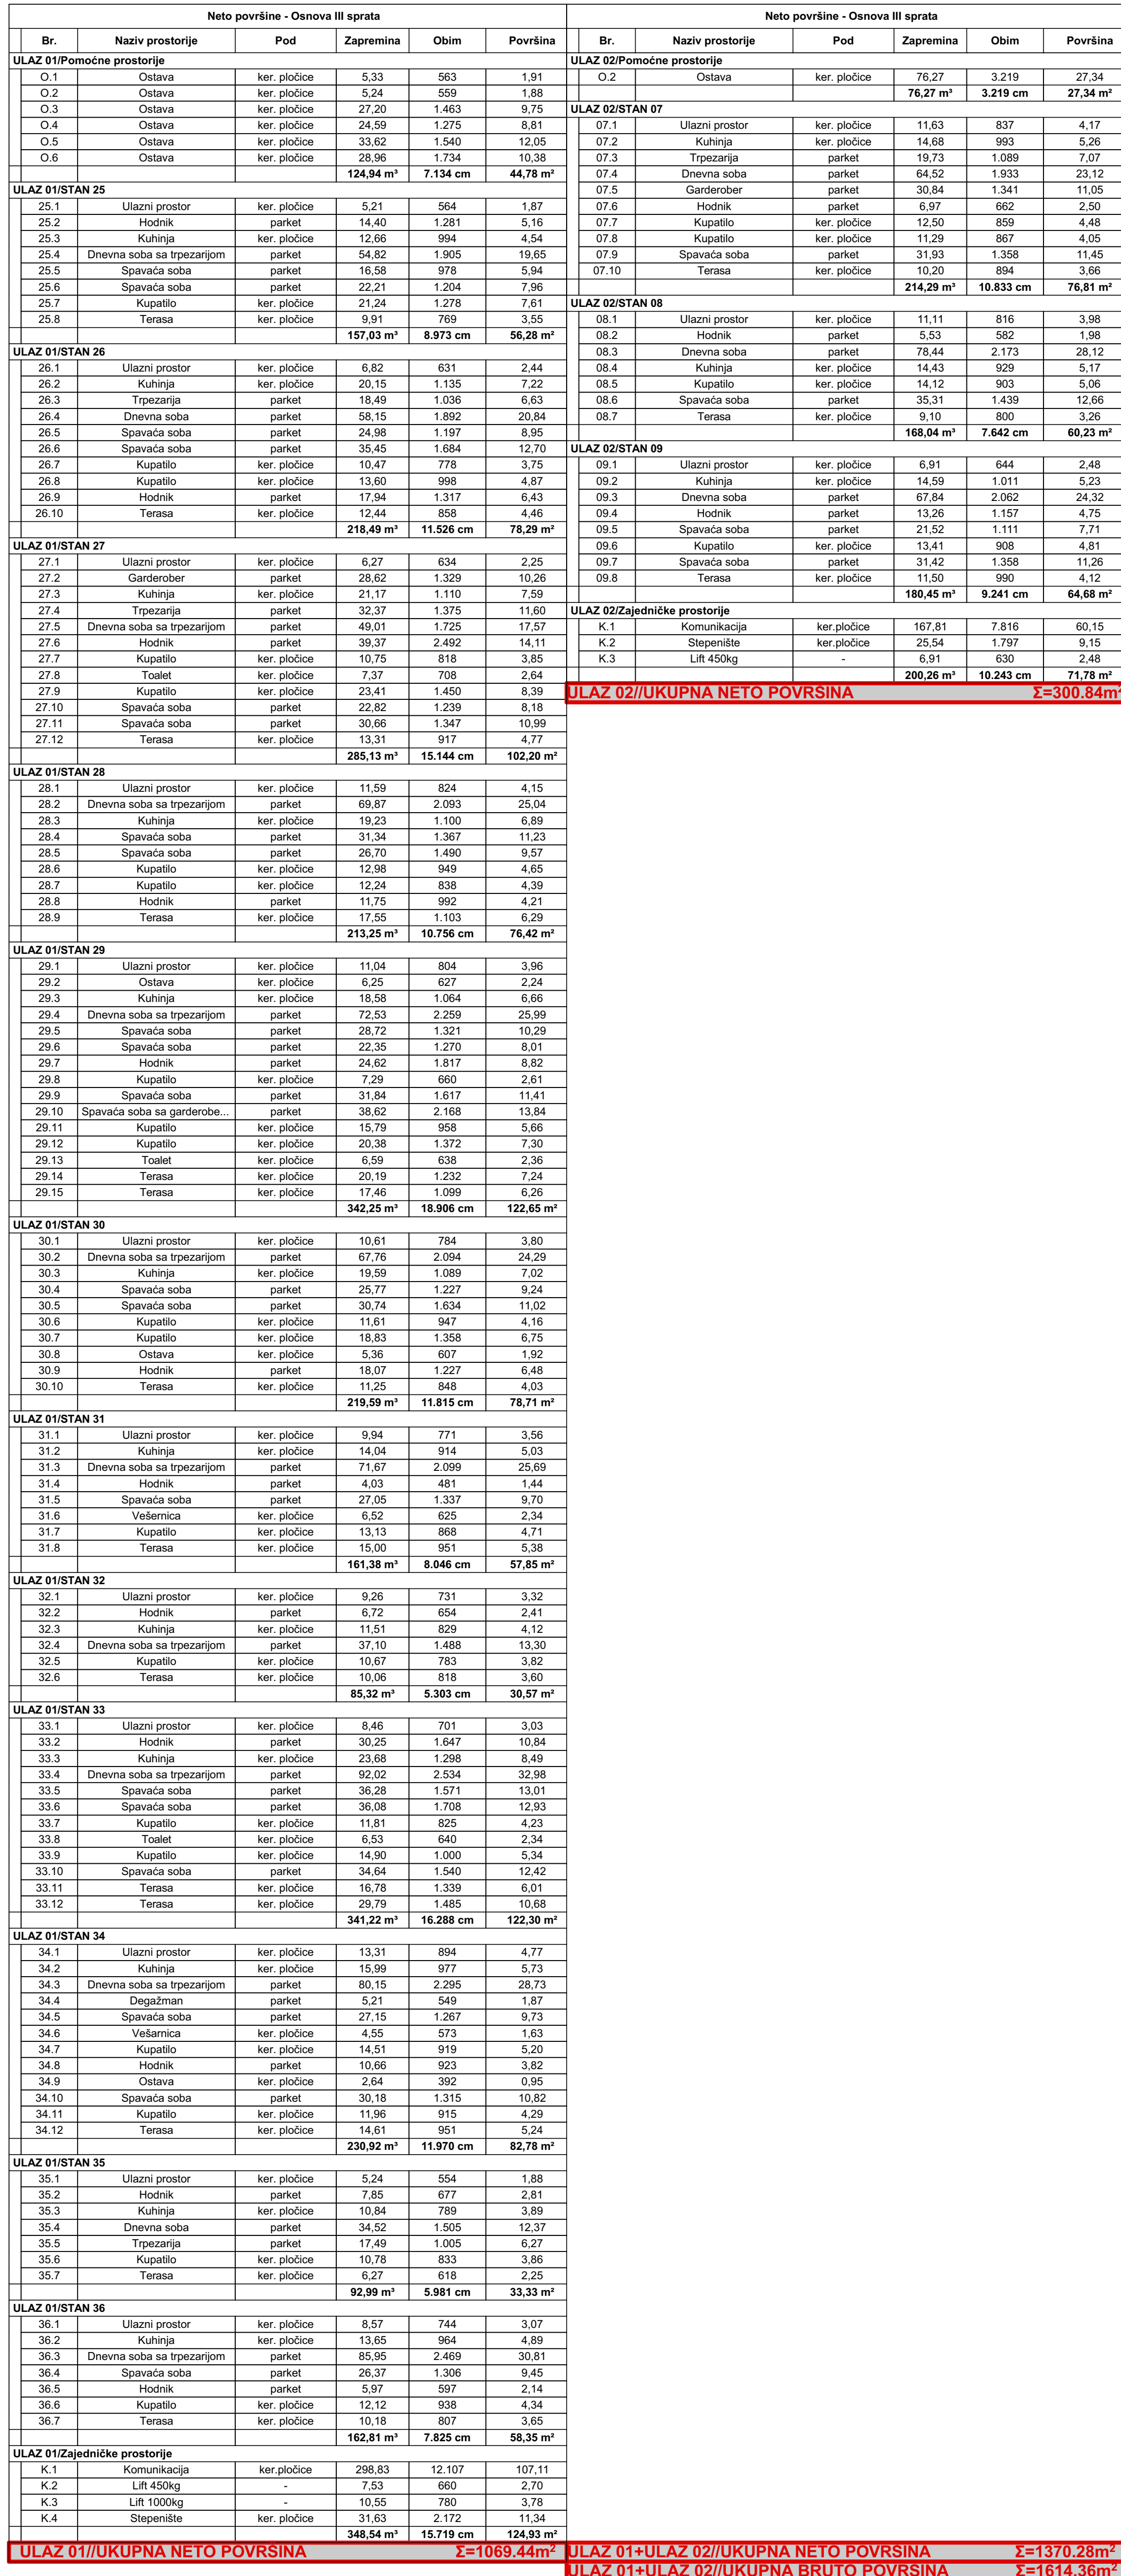 Neto površine - Osnova III sprata
Br. Naziv prostorije Pod Zapremina Obim Površina
ULAZ 01/Pomoćne prostorije
O.1 Ostava ker. pločice 5,33 563 1,91
O.2 Ostava ker. pločice 5,24 559 1,88
O.3 Ostava ker. pločice 27,20 1.463 9,75
O.4 Ostava ker. pločice 24,59 1.275 8,81
O.5 Ostava ker. pločice 33,62 1.540 12,05
O.6 Ostava ker. pločice 28,96 1.734 10,38
124,94 m³ 7.134 cm 44,78 m²
ULAZ 01/STAN 25
25.1 Ulazni prostor ker. pločice 5,21 564 1,87
25.2 Hodnik parket 14,40 1.281 5,16
25.3 Kuhinja ker. pločice 12,66 994 4,54
25.4 Dnevna soba sa trpezarijom parket 54,82 1.905 19,65
25.5 Spavaća soba parket 16,58 978 5,94
25.6 Spavaća soba parket 22,21 1.204 7,96
25.7 Kupatilo ker. pločice 21,24 1.278 7,61
25.8 Terasa ker. pločice 9,91 769 3,55
157,03 m³ 8.973 cm 56,28 m²
ULAZ 01/STAN 26
26.1 Ulazni prostor ker. pločice 6,82 631 2,44
26.2 Kuhinja ker. pločice 20,15 1.135 7,22
26.3 Trpezarija parket 18,49 1.036 6,63
26.4 Dnevna soba parket 58,15 1.892 20,84
26.5 Spavaća soba parket 24,98 1.197 8,95
26.6 Spavaća soba parket 35,45 1.684 12,70
26.7 Kupatilo ker. pločice 10,47 778 3,75
26.8 Kupatilo ker. pločice 13,60 998 4,87
26.9 Hodnik parket 17,94 1.317 6,43
26.10 Terasa ker. pločice 12,44 858 4,46
218,49 m³ 11.526 cm 78,29 m²
ULAZ 01/STAN 27
27.1 Ulazni prostor ker. pločice 6,27 634 2,25
27.2 Garderober parket 28,62 1.329 10,26
27.3 Kuhinja ker. pločice 21,17 1.110 7,59
27.4 Trpezarija parket 32,37 1.375 11,60
27.5 Dnevna soba sa trpezarijom parket 49,01 1.725 17,57
27.6 Hodnik parket 39,37 2.492 14,11
27.7 Kupatilo ker. pločice 10,75 818 3,85
27.8 Toalet ker. pločice 7,37 708 2,64
27.9 Kupatilo ker. pločice 23,41 1.450 8,39
27.10 Spavaća soba parket 22,82 1.239 8,18
27.11 Spavaća soba parket 30,66 1.347 10,99
27.12 Terasa ker. pločice 13,31 917 4,77
285,13 m³ 15.144 cm 102,20 m²
ULAZ 01/STAN 28
28.1 Ulazni prostor ker. pločice 11,59 824 4,15
28.2 Dnevna soba sa trpezarijom parket 69,87 2.093 25,04
28.3 Kuhinja ker. pločice 19,23 1.100 6,89
28.4 Spavaća soba parket 31,34 1.367 11,23
28.5 Spavaća soba parket 26,70 1.490 9,57
28.6 Kupatilo ker. pločice 12,98 949 4,65
28.7 Kupatilo ker. pločice 12,24 838 4,39
28.8 Hodnik parket 11,75 992 4,21
28.9 Terasa ker. pločice 17,55 1.103 6,29
213,25 m³ 10.756 cm 76,42 m²
ULAZ 01/STAN 29
29.1 Ulazni prostor ker. pločice 11,04 804 3,96
29.2 Ostava ker. pločice 6,25 627 2,24
29.3 Kuhinja ker. pločice 18,58 1.064 6,66
29.4 Dnevna soba sa trpezarijom parket 72,53 2.259 25,99
29.5 Spavaća soba parket 28,72 1.321 10,29
29.6 Spavaća soba parket 22,35 1.270 8,01
29.7 Hodnik parket 24,62 1.817 8,82
29.8 Kupatilo ker. pločice 7,29 660 2,61
29.9 Spavaća soba parket 31,84 1.617 11,41
29.10 Spavaća soba sa garderobe... parket 38,62 2.168 13,84
29.11 Kupatilo ker. pločice 15,79 958 5,66
29.12 Kupatilo ker. pločice 20,38 1.372 7,30
29.13 Toalet ker. pločice 6,59 638 2,36
29.14 Terasa ker. pločice 20,19 1.232 7,24
29.15 Terasa ker. pločice 17,46 1.099 6,26
342,25 m³ 18.906 cm 122,65 m²
ULAZ 01/STAN 30
30.1 Ulazni prostor ker. pločice 10,61 784 3,80
30.2 Dnevna soba sa trpezarijom parket 67,76 2.094 24,29
30.3 Kuhinja ker. pločice 19,59 1.089 7,02
30.4 Spavaća soba parket 25,77 1.227 9,24
30.5 Spavaća soba parket 30,74 1.634 11,02
30.6 Kupatilo ker. pločice 11,61 947 4,16
30.7 Kupatilo ker. pločice 18,83 1.358 6,75
30.8 Ostava ker. pločice 5,36 607 1,92
30.9 Hodnik parket 18,07 1.227 6,48
30.10 Terasa ker. pločice 11,25 848 4,03
219,59 m³ 11.815 cm 78,71 m²
ULAZ 01/STAN 31
31.1 Ulazni prostor ker. pločice 9,94 771 3,56
31.2 Kuhinja ker. pločice 14,04 914 5,03
31.3 Dnevna soba sa trpezarijom parket 71,67 2.099 25,69
31.4 Hodnik parket 4,03 481 1,44
31.5 Spavaća soba parket 27,05 1.337 9,70
31.6 Vešernica ker. pločice 6,52 625 2,34
31.7 Kupatilo ker. pločice 13,13 868 4,71
31.8 Terasa ker. pločice 15,00 951 5,38
161,38 m³ 8.046 cm 57,85 m²
ULAZ 01/STAN 32
32.1 Ulazni prostor ker. pločice 9,26 731 3,32
32.2 Hodnik parket 6,72 654 2,41
32.3 Kuhinja ker. pločice 11,51 829 4,12
32.4 Dnevna soba sa trpezarijom parket 37,10 1.488 13,30
32.5 Kupatilo ker. pločice 10,67 783 3,82
32.6 Terasa ker. pločice 10,06 818 3,60
85,32 m³ 5.303 cm 30,57 m²
ULAZ 01/STAN 33
33.1 Ulazni prostor ker. pločice 8,46 701 3,03
33.2 Hodnik parket 30,25 1.647 10,84
33.3 Kuhinja ker. pločice 23,68 1.298 8,49
33.4 Dnevna soba sa trpezarijom parket 92,02 2.534 32,98
33.5 Spavaća soba parket 36,28 1.571 13,01
33.6 Spavaća soba parket 36,08 1.708 12,93
33.7 Kupatilo ker. pločice 11,81 825 4,23
33.8 Toalet ker. pločice 6,53 640 2,34
33.9 Kupatilo ker. pločice 14,90 1.000 5,34
33.10 Spavaća soba parket 34,64 1.540 12,42
33.11 Terasa ker. pločice 16,78 1.339 6,01
33.12 Terasa ker. pločice 29,79 1.485 10,68
341,22 m³ 16.288 cm 122,30 m²
ULAZ 01/STAN 34
34.1 Ulazni prostor ker. pločice 13,31 894 4,77
34.2 Kuhinja ker. pločice 15,99 977 5,73
34.3 Dnevna soba sa trpezarijom parket 80,15 2.295 28,73
34.4 Degažman parket 5,21 549 1,87
34.5 Spavaća soba parket 27,15 1.267 9,73
34.6 Vešarnica ker. pločice 4,55 573 1,63
34.7 Kupatilo ker. pločice 14,51 919 5,20
34.8 Hodnik parket 10,66 923 3,82
34.9 Ostava ker. pločice 2,64 392 0,95
34.10 Spavaća soba parket 30,18 1.315 10,82
34.11 Kupatilo ker. pločice 11,96 915 4,29
34.12 Terasa ker. pločice 14,61 951 5,24
230,92 m³ 11.970 cm 82,78 m²
ULAZ 01/STAN 35
35.1 Ulazni prostor ker. pločice 5,24 554 1,88
35.2 Hodnik parket 7,85 677 2,81
35.3 Kuhinja ker. pločice 10,84 789 3,89
35.4 Dnevna soba parket 34,52 1.505 12,37
35.5 Trpezarija parket 17,49 1.005 6,27
35.6 Kupatilo ker. pločice 10,78 833 3,86
35.7 Terasa ker. pločice 6,27 618 2,25
92,99 m³ 5.981 cm 33,33 m²
ULAZ 01/STAN 36
36.1 Ulazni prostor ker. pločice 8,57 744 3,07
36.2 Kuhinja ker. pločice 13,65 964 4,89
36.3 Dnevna soba sa trpezarijom parket 85,95 2.469 30,81
36.4 Spavaća soba parket 26,37 1.306 9,45
36.5 Hodnik parket 5,97 597 2,14
36.6 Kupatilo ker. pločice 12,12 938 4,34
36.7 Terasa ker. pločice 10,18 807 3,65
162,81 m³ 7.825 cm 58,35 m²
ULAZ 01/Zajedničke prostorije
K.1 Komunikacija ker.pločice 298,83 12.107 107,11
K.2 Lift 450kg - 7,53 660 2,70
K.3 Lift 1000kg - 10,55 780 3,78
K.4 Stepenište ker. pločice 31,63 2.172 11,34
348,54 m³ 15.719 cm 124,93 m²
ULAZ 01//UKUPNA NETO POVRŠINA Σ=1069.44m²
Neto površine - Osnova III sprata
Br. Naziv prostorije Pod Zapremina Obim Površina
ULAZ 02/Pomoćne prostorije
O.2 Ostava ker. pločice 76,27 3.219 27,34
76,27 m³ 3.219 cm 27,34 m²
ULAZ 02/STAN 07
07.1 Ulazni prostor ker. pločice 11,63 837 4,17
07.2 Kuhinja ker. pločice 14,68 993 5,26
07.3 Trpezarija parket 19,73 1.089 7,07
07.4 Dnevna soba parket 64,52 1.933 23,12
07.5 Garderober parket 30,84 1.341 11,05
07.6 Hodnik parket 6,97 662 2,50
07.7 Kupatilo ker. pločice 12,50 859 4,48
07.8 Kupatilo ker. pločice 11,29 867 4,05
07.9 Spavaća soba parket 31,93 1.358 11,45
07.10 Terasa ker. pločice 10,20 894 3,66
214,29 m³ 10.833 cm 76,81 m²
ULAZ 02/STAN 08
08.1 Ulazni prostor ker. pločice 11,11 816 3,98
08.2 Hodnik parket 5,53 582 1,98
08.3 Dnevna soba parket 78,44 2.173 28,12
08.4 Kuhinja ker. pločice 14,43 929 5,17
08.5 Kupatilo ker. pločice 14,12 903 5,06
08.6 Spavaća soba parket 35,31 1.439 12,66
08.7 Terasa ker. pločice 9,10 800 3,26
168,04 m³ 7.642 cm 60,23 m²
ULAZ 02/STAN 09
09.1 Ulazni prostor ker. pločice 6,91 644 2,48
09.2 Kuhinja ker. pločice 14,59 1.011 5,23
09.3 Dnevna soba parket 67,84 2.062 24,32
09.4 Hodnik parket 13,26 1.157 4,75
09.5 Spavaća soba parket 21,52 1.111 7,71
09.6 Kupatilo ker. pločice 13,41 908 4,81
09.7 Spavaća soba parket 31,42 1.358 11,26
09.8 Terasa ker. pločice 11,50 990 4,12
180,45 m³ 9.241 cm 64,68 m²
ULAZ 02/Zajedničke prostorije
K.1 Komunikacija ker.pločice 167,81 7.816 60,15
K.2 Stepenište ker.pločice 25,54 1.797 9,15
K.3 Lift 450kg - 6,91 630 2,48
200,26 m³ 10.243 cm 71,78 m²
ULAZ 02//UKUPNA NETO POVRŠINA Σ=300.84m²
ULAZ 01+ULAZ 02//UKUPNA NETO POVRŠINA Σ=1370.28m²
ULAZ 01+ULAZ 02//UKUPNA BRUTO POVRŠINA Σ=1614.36m²